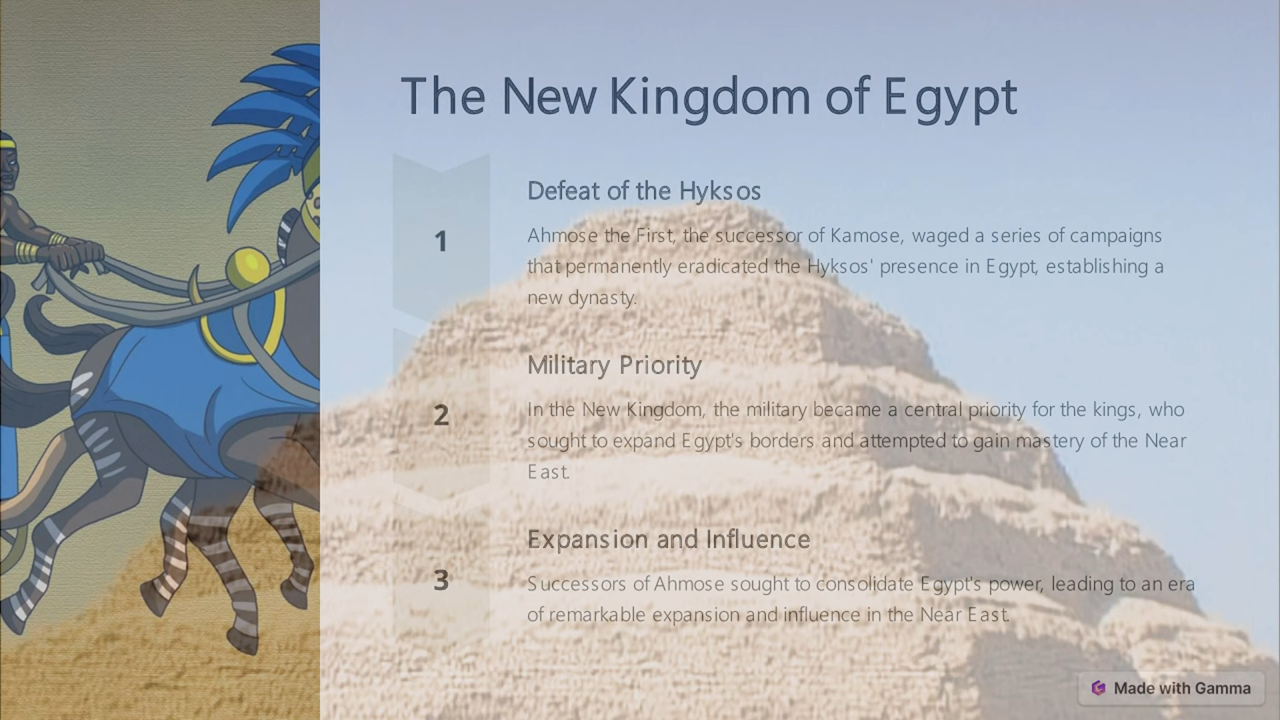 The New Kingdom of Egypt
1
Defeat of the Hyksos
Ahmose the First, the successor of Kamose, waged a series of campaigns
that permanently eradicated the Hyksos' presence in Egypt, establishing a
new dynasty.
2
Military Priority
In the New Kingdom, the military became a central priority for the kings, who
sought to expand Egypt's borders and attempted to gain mastery of the Near
East.
3
Expansion and Influence
Successors of Ahmose sought to consolidate Egypt's power, leading to an era
of remarkable expansion and influence in the Near East.
Made with Gamma